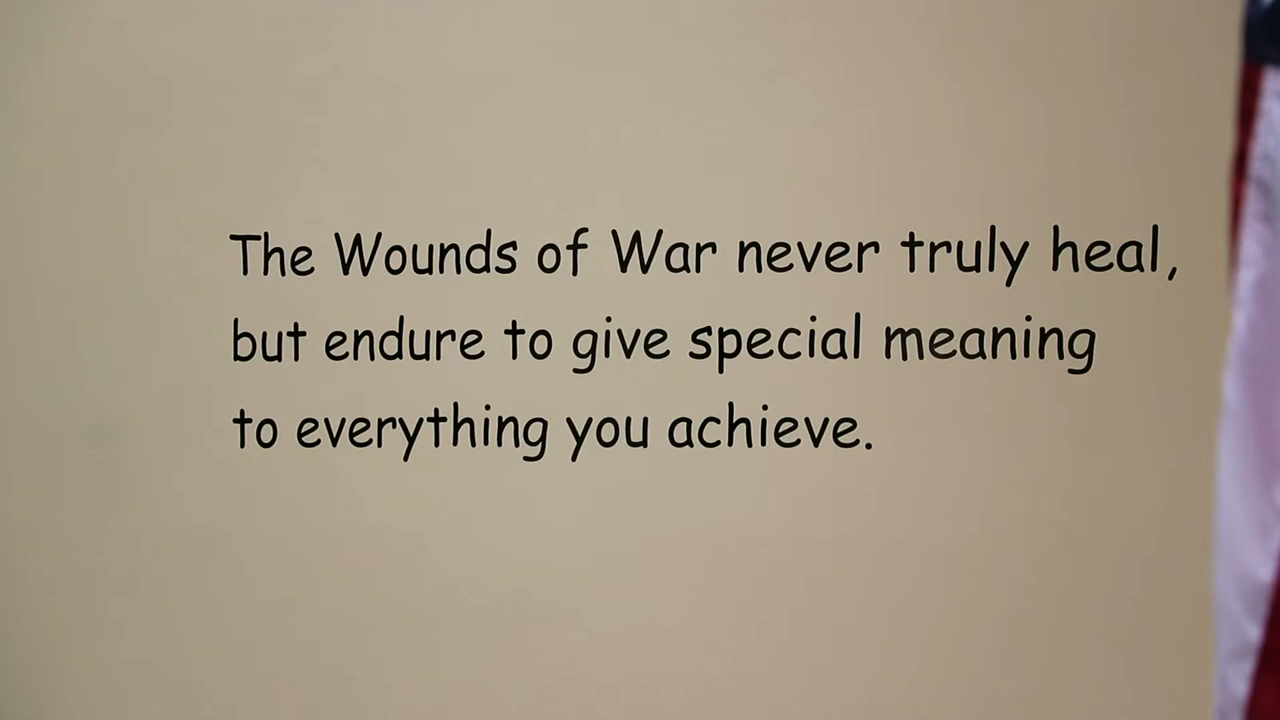 The Wounds of War never truly heal,
but endure to give special meaning
to everything you achieve.